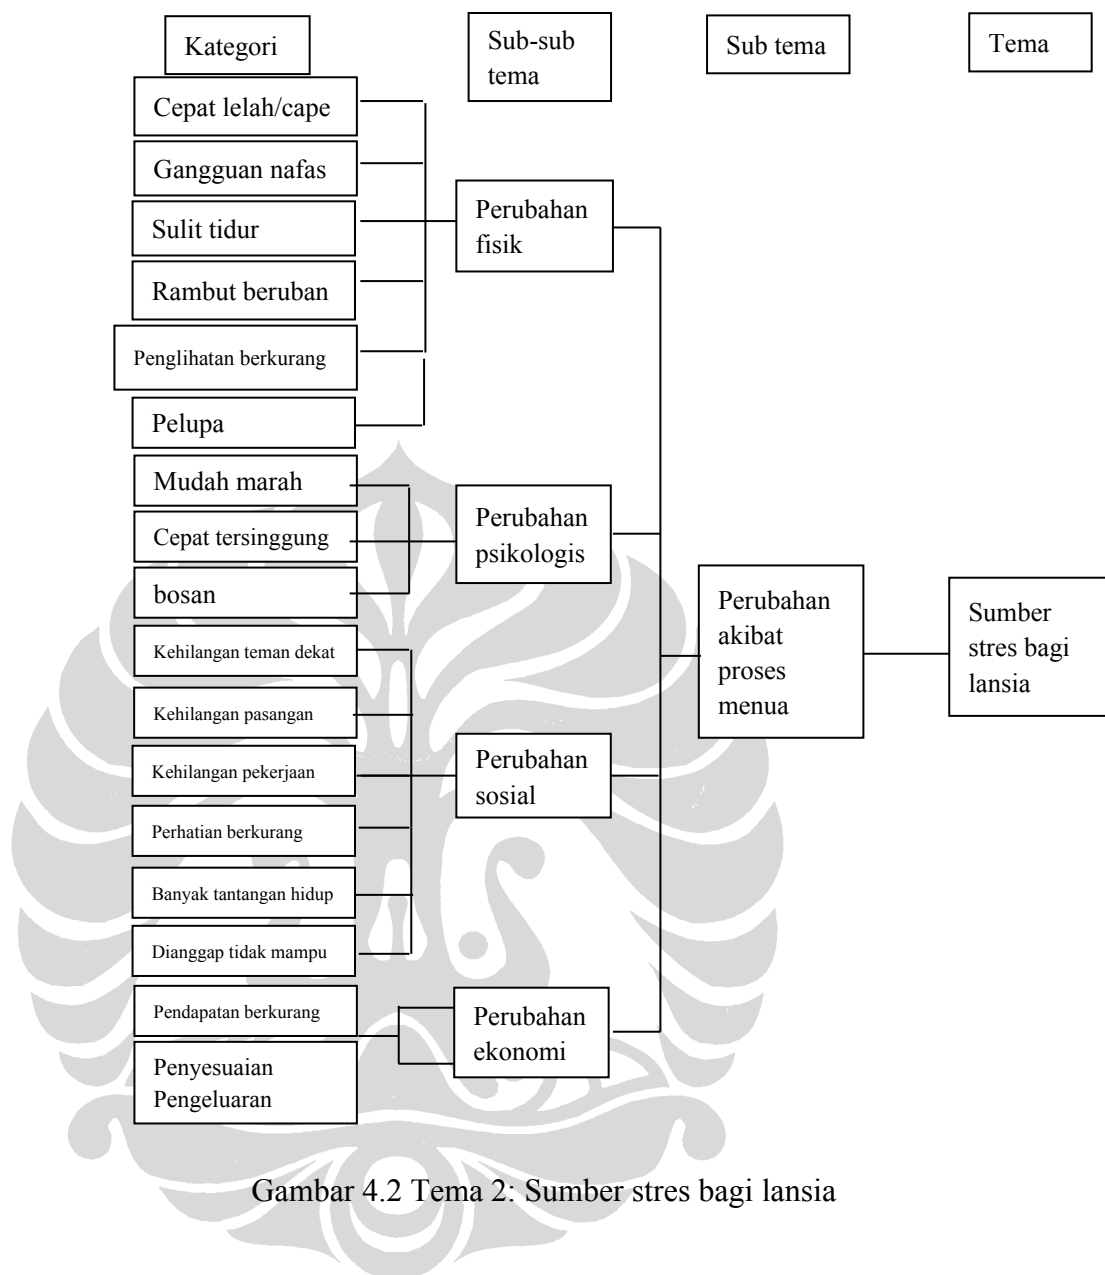 Kategori
Sub-sub
tema
Sub tema
Tema
Cepat lelah/cape
Gangguan nafas
Sulit tidur
Rambut beruban
Penglihatan berkurang
Pelupa
Mudah marah
Cepat tersinggung
bosan
Kehilangan teman dekat
Kehilangan pasangan
Kehilangan pekerjaan
Perhatian berkurang
Banyak tantangan hidup
Dianggap tidak mampu
Pendapatan berkurang
Penyesuaian
Pengeluaran
Perubahan
fisik
Perubahan
psikologis
Perubahan
sosial
Perubahan
ekonomi
Perubahan
akibat
proses
menua
Sumber
stres bagi
lansia
Gambar 4.2 Tema 2: Sumber stres bagi lansia